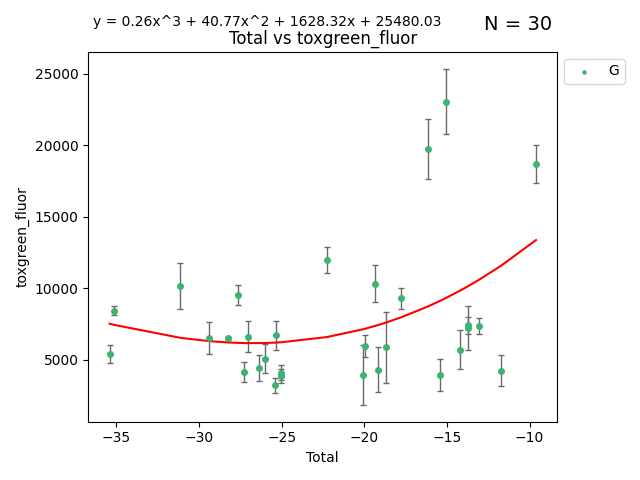 y = 0.26x^3 + 40.77x^2 + 1628.32x + 25480.03
N = 30
Total vs toxgreen_fluor
G
25000
20000
15000
10000
5000
toxgreen_fluor
−35
−30
−25
−20
−15
−10
Total